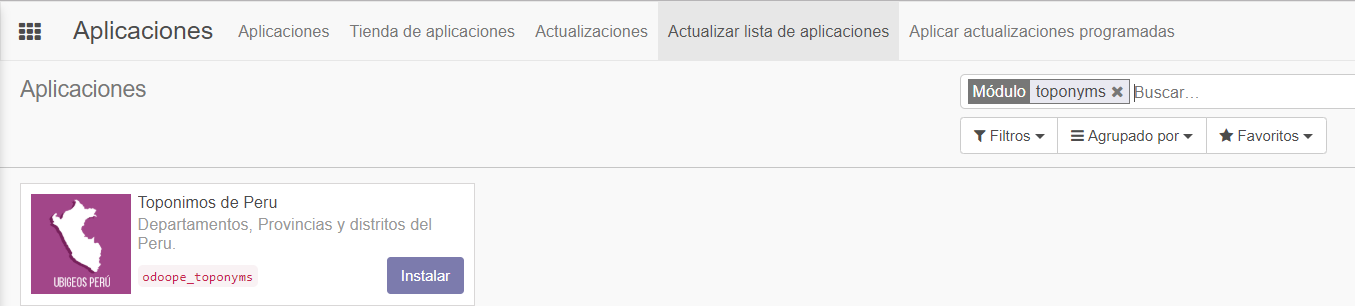 Aplicaciones Aplicaciones Tienda de aplicaciones Actualizaciones Actualizar lista de aplicaciones Aplicar actualizaciones programadas
Aplicaciones
Módulo toponyms Buscar...
Filtros Agrupado por Favoritos
Toponimos de Peru
Departamentos, Provincias y distritos del
Peru.
odoope_toponyms
Instalar
UBIGEOS PERÚ